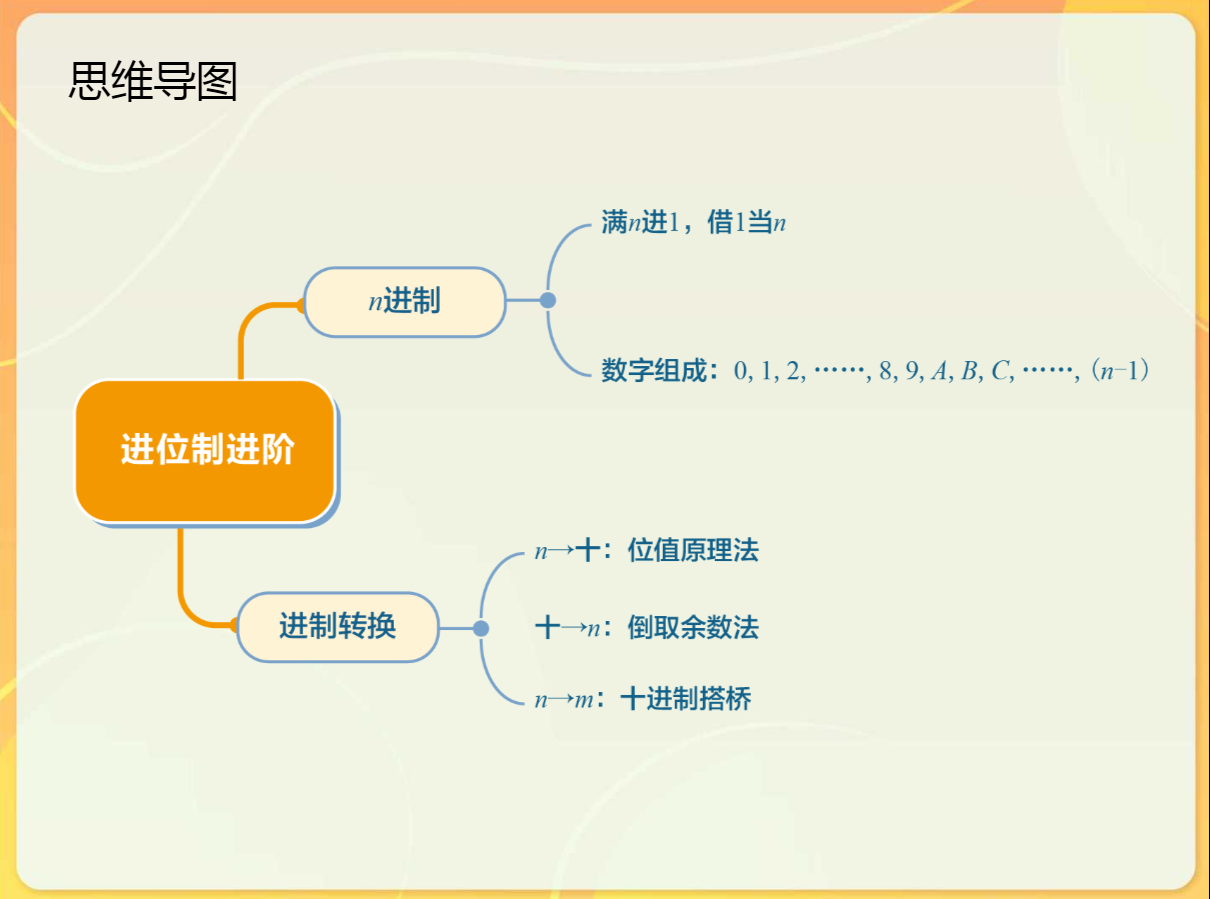 思维导图
满n进1，借1当n
n进制
数字组成：0, 1, 2, ……, 8, 9, A, B, C, ……,（n−1）
进位制进阶
n→十：位值原理法
进制转换
十→n：倒取余数法
n→m：十进制搭桥